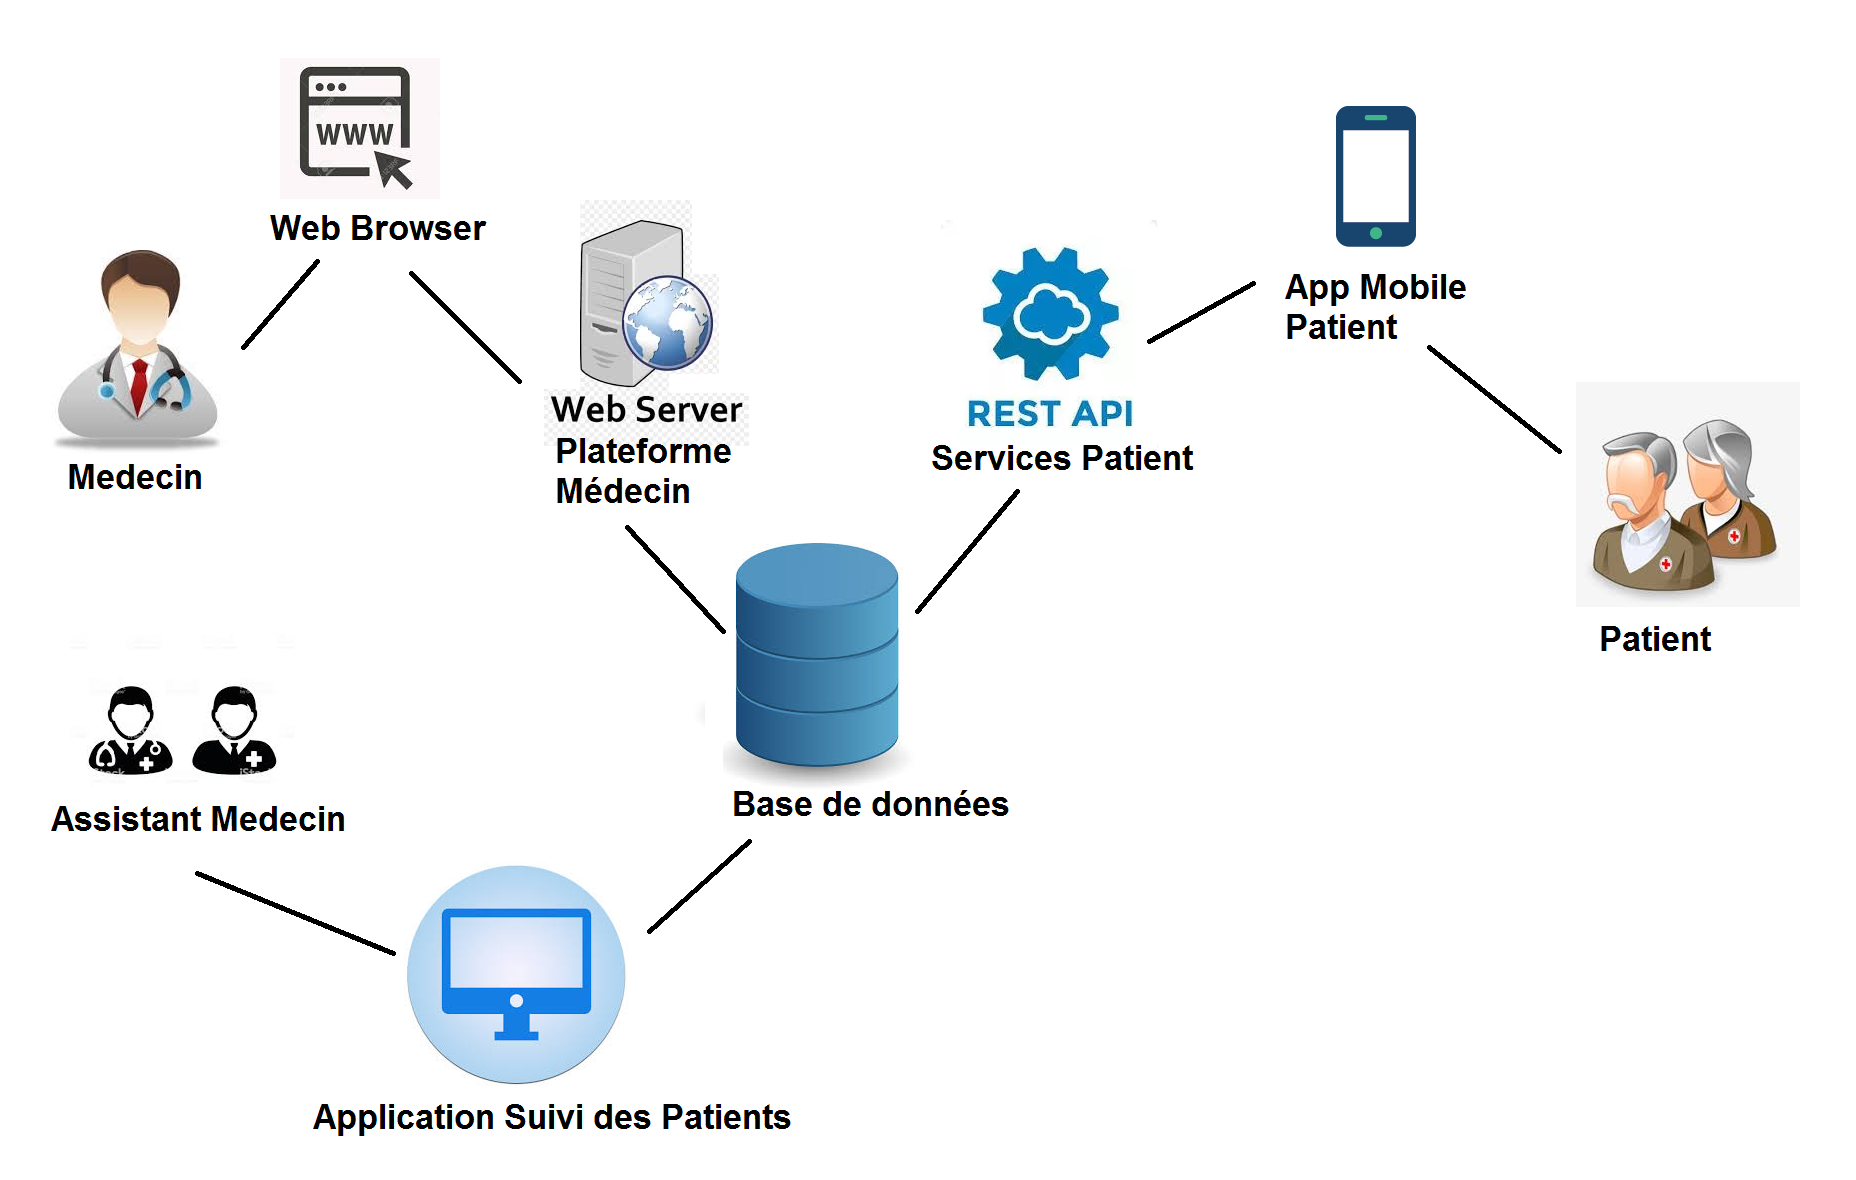 WWW
Web Browser
Medecin
Web Server
Plateforme
Médecin
REST API
Services Patient
App Mobile
Patient
Patient
Assistant Medecin
Base de données
Application Suivi des Patients